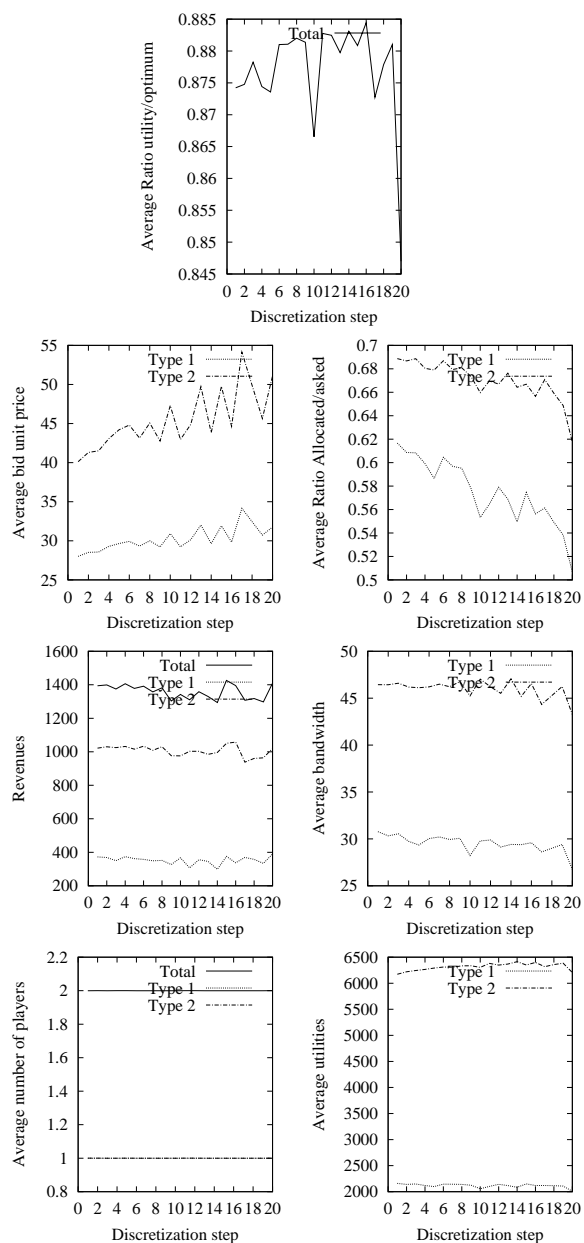 0.885
0.88
0.875
0.87
0.865
0.86
0.855
0.85
0.845
Average Ratio utility/optimum
Total
0 2 4 6 8 10 12 14 16 18 20
Discretization step
55
50
45
40
35
30
25
Average bid unit price
Type 1
Type 2
0 2 4 6 8 10 12 14 16 18 20
Discretization step
0.7
0.68
0.66
0.64
0.62
0.6
0.58
0.56
0.54
0.52
0.5
Average Ratio Allocated/asked
Type 1
Type 2
0 2 4 6 8 10 12 14 16 18 20
Discretization step
1600
1400
1200
1000
800
600
400
200
Revenues
Total
Type 1
Type 2
0 2 4 6 8 10 12 14 16 18 20
Discretization step
50
45
40
35
30
25
Average bandwidth
Type 1
Type 2
0 2 4 6 8 10 12 14 16 18 20
Discretization step
2.2
2
1.8
1.6
1.4
1.2
1
0.8
Average number of players
Total
Type 1
Type 2
0 2 4 6 8 10 12 14 16 18 20
Discretization step
6500
6000
5500
5000
4500
4000
3500
3000
2500
2000
Average utilities
Type 1
Type 2
0 2 4 6 8 10 12 14 16 18 20
Discretization step